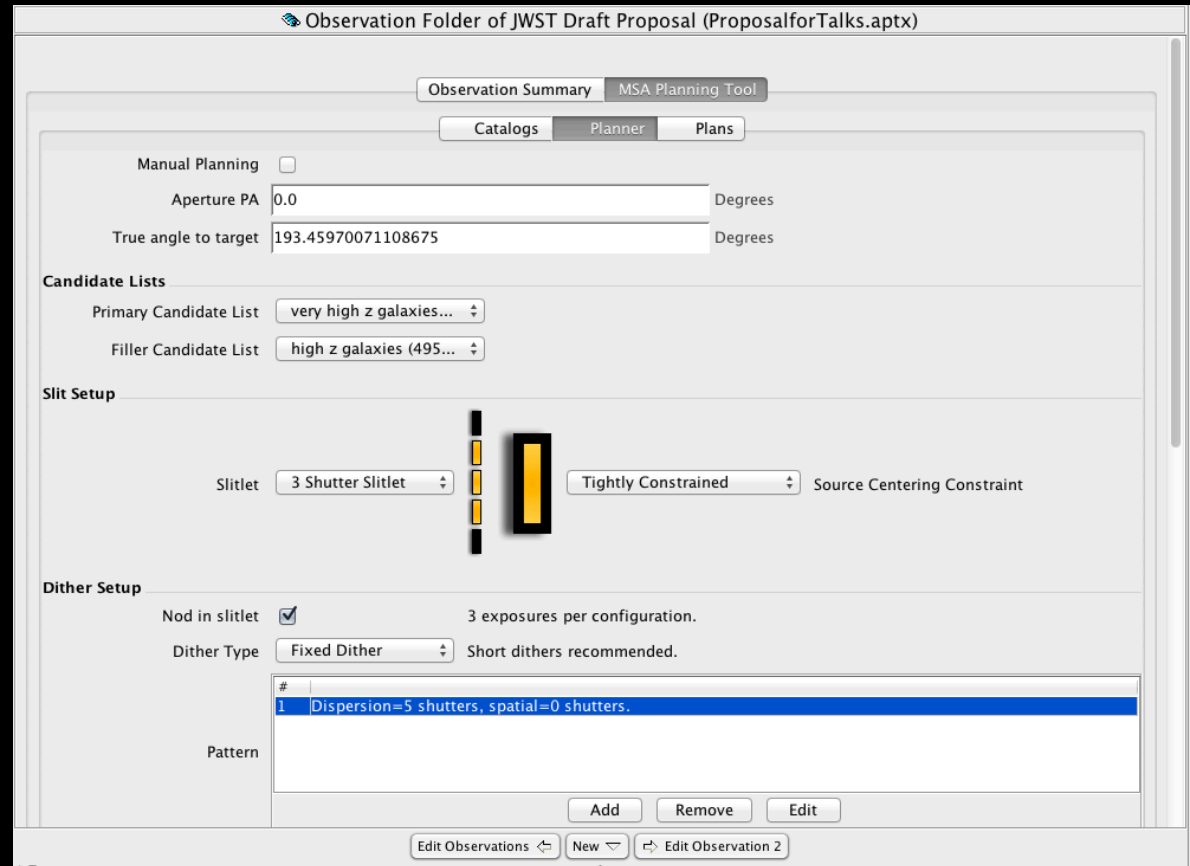 Observation Folder of JWST Draft Proposal (ProposalforTalks.aptx)
Observation Summary MSA Planning Tool
Catalogs Planner Plans
Manual Planning
Aperture PA 0.0 Degrees
True angle to target 193.45970071108675 Degrees
Candidate Lists
Primary Candidate List very high z galaxies...
Filler Candidate List high z galaxies (495...
Slit Setup
Slitlet 3 Shutter Slitlet Tightly Constrained Source Centering Constraint
Dither Setup
Nod in slitlet 3 exposures per configuration.
Dither Type Fixed Dither Short dithers recommended.
#
1 Dispersion=5 shutters, spatial=0 shutters.
Pattern
Add Remove Edit
Edit Observations New Edit Observation 2